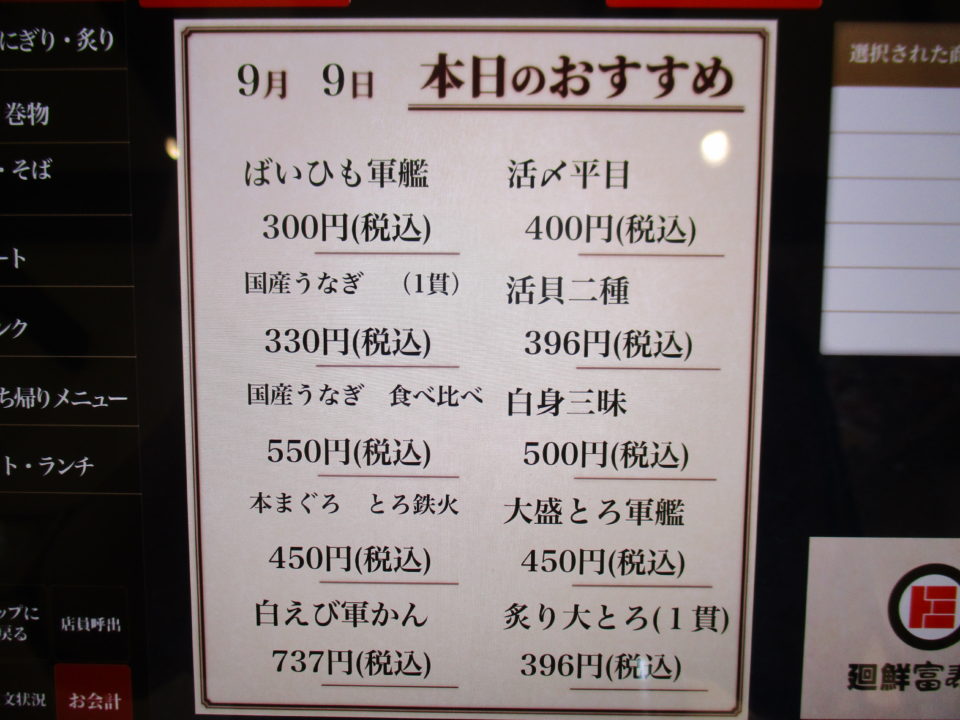 にぎり・炙り
巻物
・そば
ート
ンク
ち帰りメニュー
ト・ランチ
ップに
戻る
店員呼出
文状況
お会計
9月 9日 本日のおすすめ
ばいひも軍艦
300円(税込)
国産うなぎ （1貫）
330円(税込)
国産うなぎ 食べ比べ
550円(税込)
本まぐろ とろ鉄火
450円(税込)
白えび軍かん
737円(税込)
活〆平目
400円(税込)
活貝二種
396円(税込)
白身三昧
500円(税込)
大盛とろ軍艦
450円(税込)
炙り大とろ(１貫)
396円(税込)
選択された商
廻鮮富